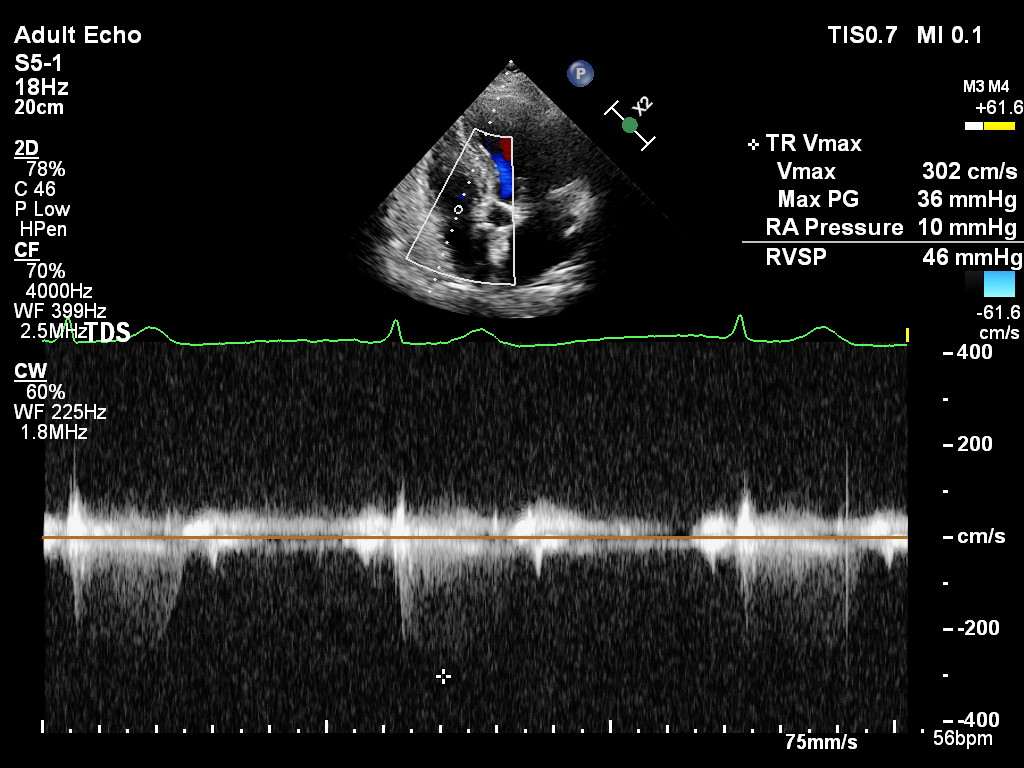 Adult Echo
TIS0.7 MI 0.1
S5-1
18Hz
20cm
P
X2
M3 M4
+61.6
2D
78%
C 46
P Low
HPen
CF
70%
4000Hz
WF 399Hz
2.5MHz
TDS
TR Vmax
Vmax 302 cm/s
Max PG 36 mmHg
RA Pressure 10 mmHg
RVSP 46 mmHg
-61.6
cm/s
CW
60%
WF 225Hz
1.8MHz
400
200
cm/s
-200
-400
75mm/s
56bpm